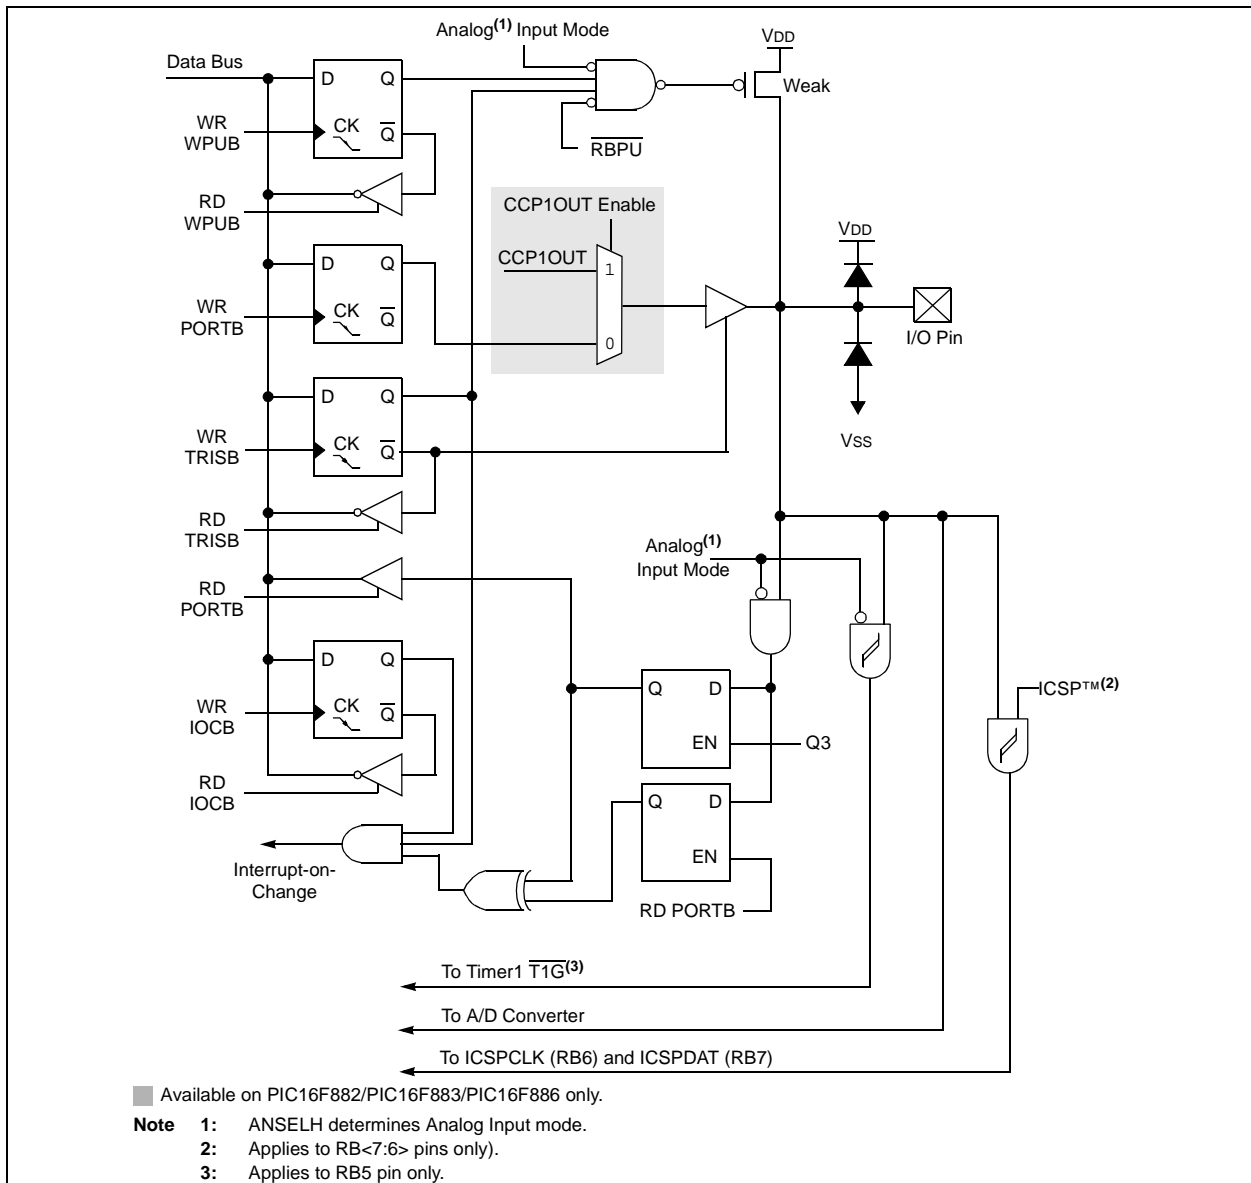 Analog(1) Input Mode
VDD
Data Bus
D
Q
Weak
WR
WPUB
CK
Q̅
R̅B̅P̅U̅
RD
WPUB
CCP1OUT Enable
VDD
CCP1OUT
1
D
Q
WR
PORTB
CK
Q̅
0
I/O Pin
D
Q
WR
TRISB
CK
Q̅
VSS
RD
TRISB
Analog(1)
Input Mode
RD
PORTB
D
Q
Q
D
ICSP™(2)
WR
IOCB
CK
Q̅
EN
Q3
RD
IOCB
Q
D
EN
Interrupt-on-
Change
RD PORTB
To Timer1 T̅1̅G̅(3)
To A/D Converter
To ICSPCLK (RB6) and ICSPDAT (RB7)
Available on PIC16F882/PIC16F883/PIC16F886 only.
Note 1: ANSELH determines Analog Input mode.
2: Applies to RB<7:6> pins only).
3: Applies to RB5 pin only.